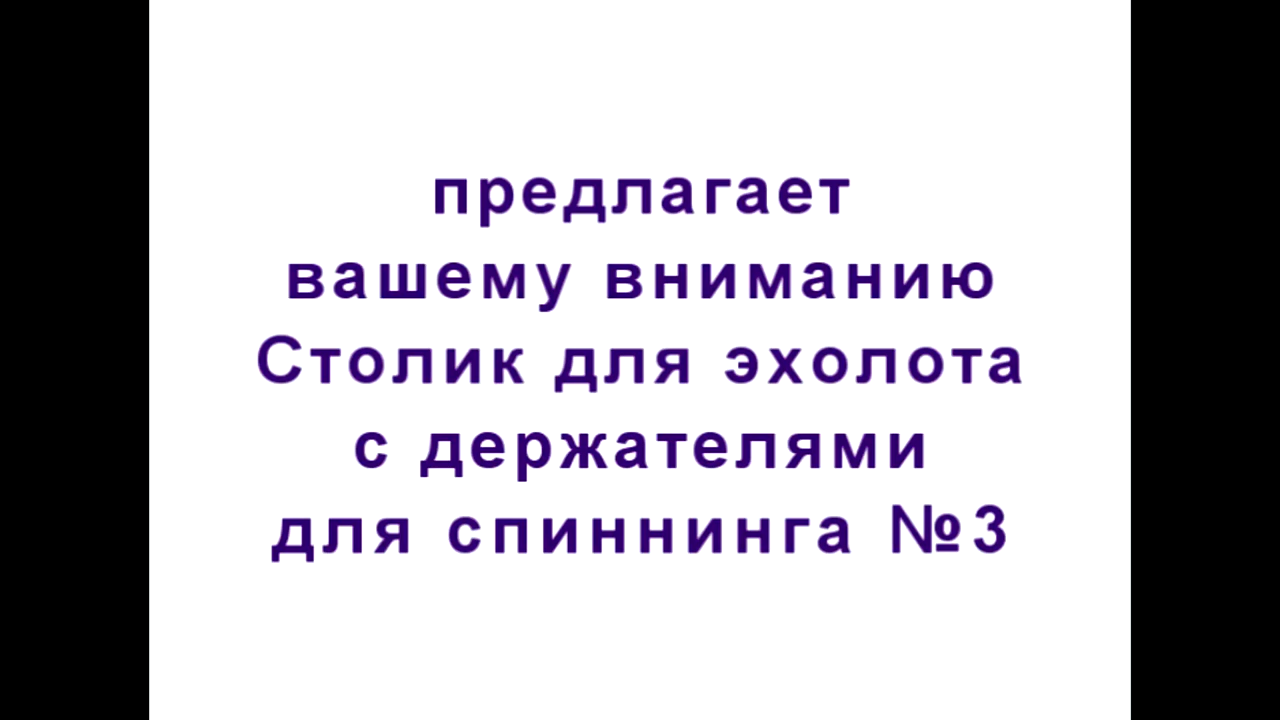 предлагает
вашему вниманию
Столик для эхолота
с держателями
для спиннинга №3